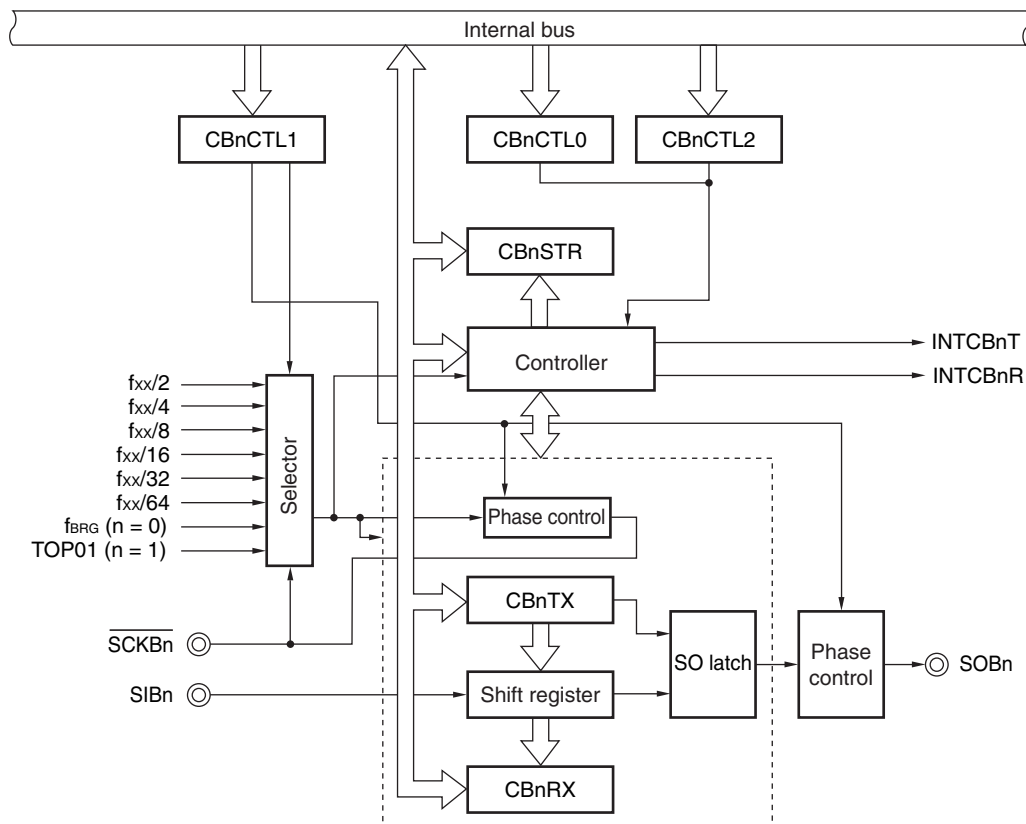 Internal bus
CBnCTL1
CBnCTL0
CBnCTL2
CBnSTR
Controller
INTCBnT
INTCBnR
fxx/2
fxx/4
fxx/8
fxx/16
fxx/32
fxx/64
fBRG (n = 0)
TOP01 (n = 1)
Selector
Phase control
CBnTX
SCKBn
SO latch
Phase
control
SOBn
SIBn
Shift register
CBnRX